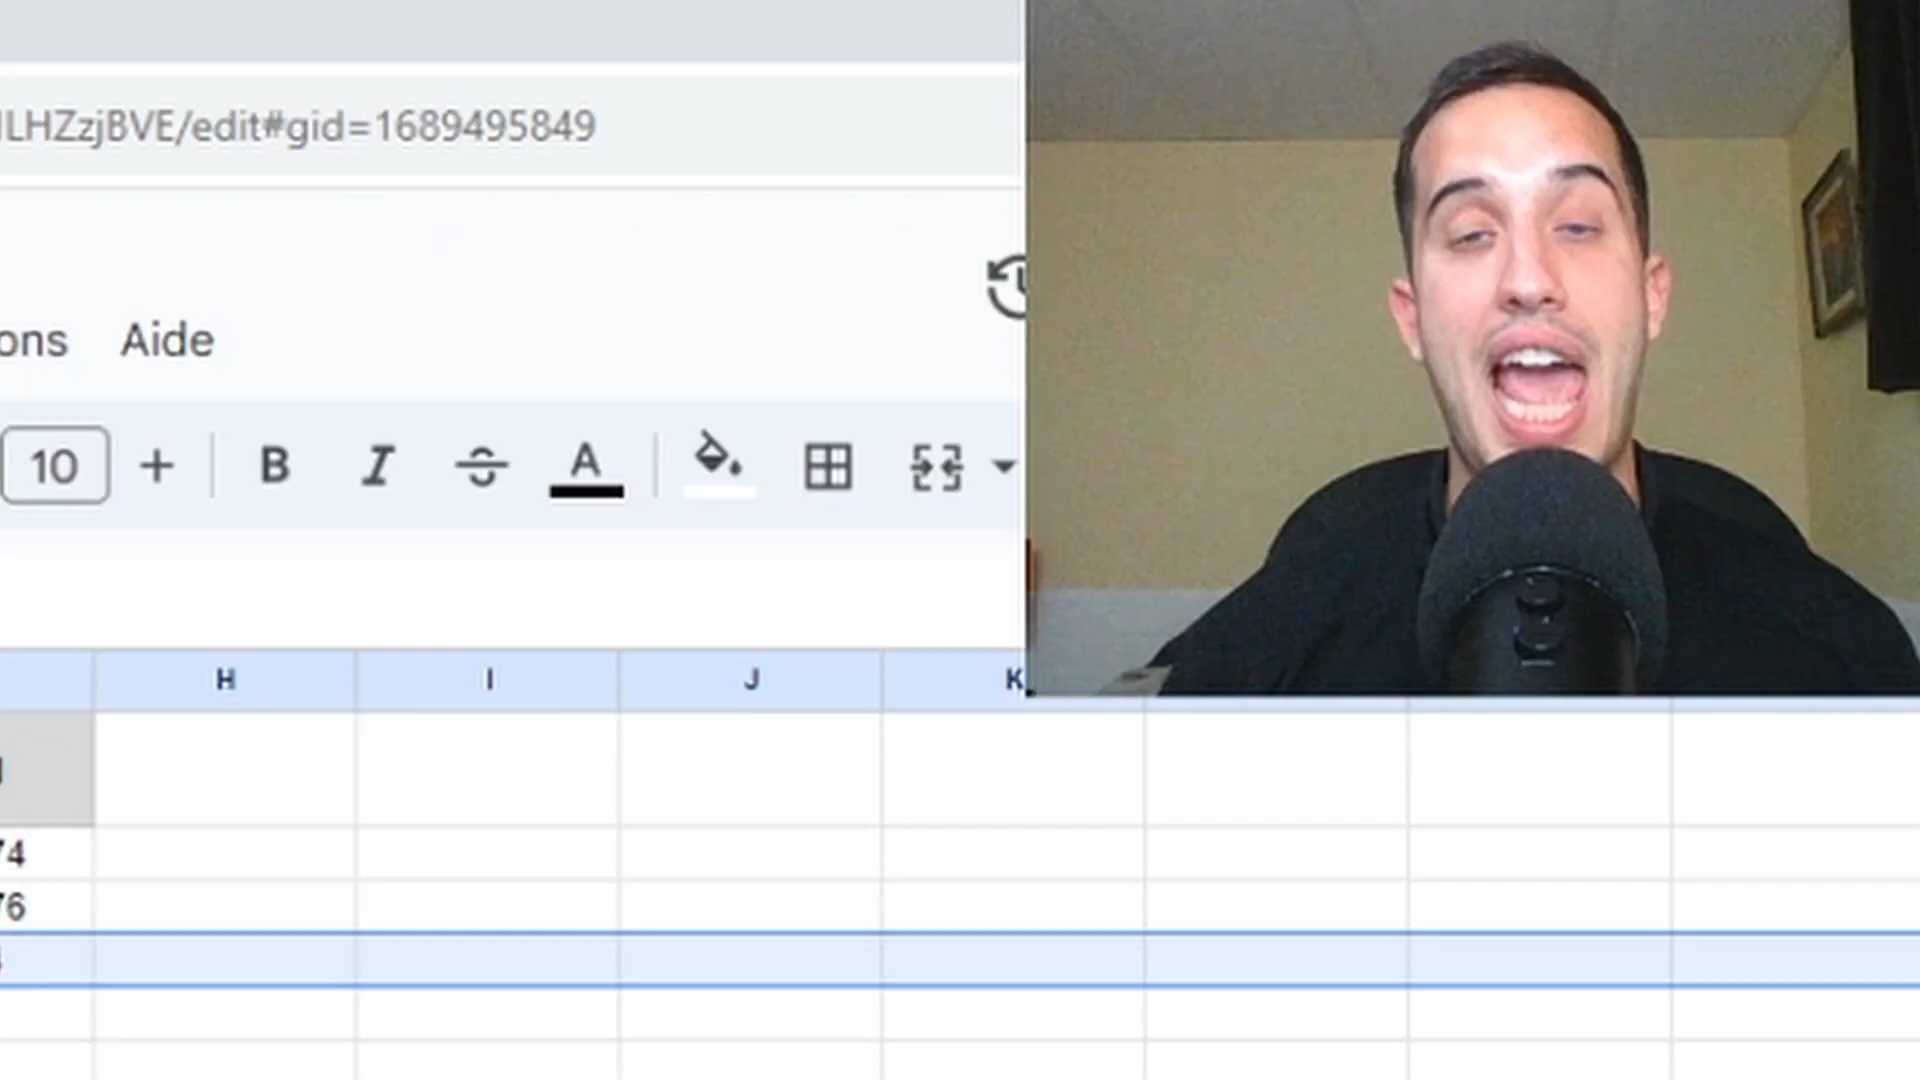 lLHZzjBVE/edit#gid=1689495849
ons Aide
10 + B I S A
H I J K
74
76